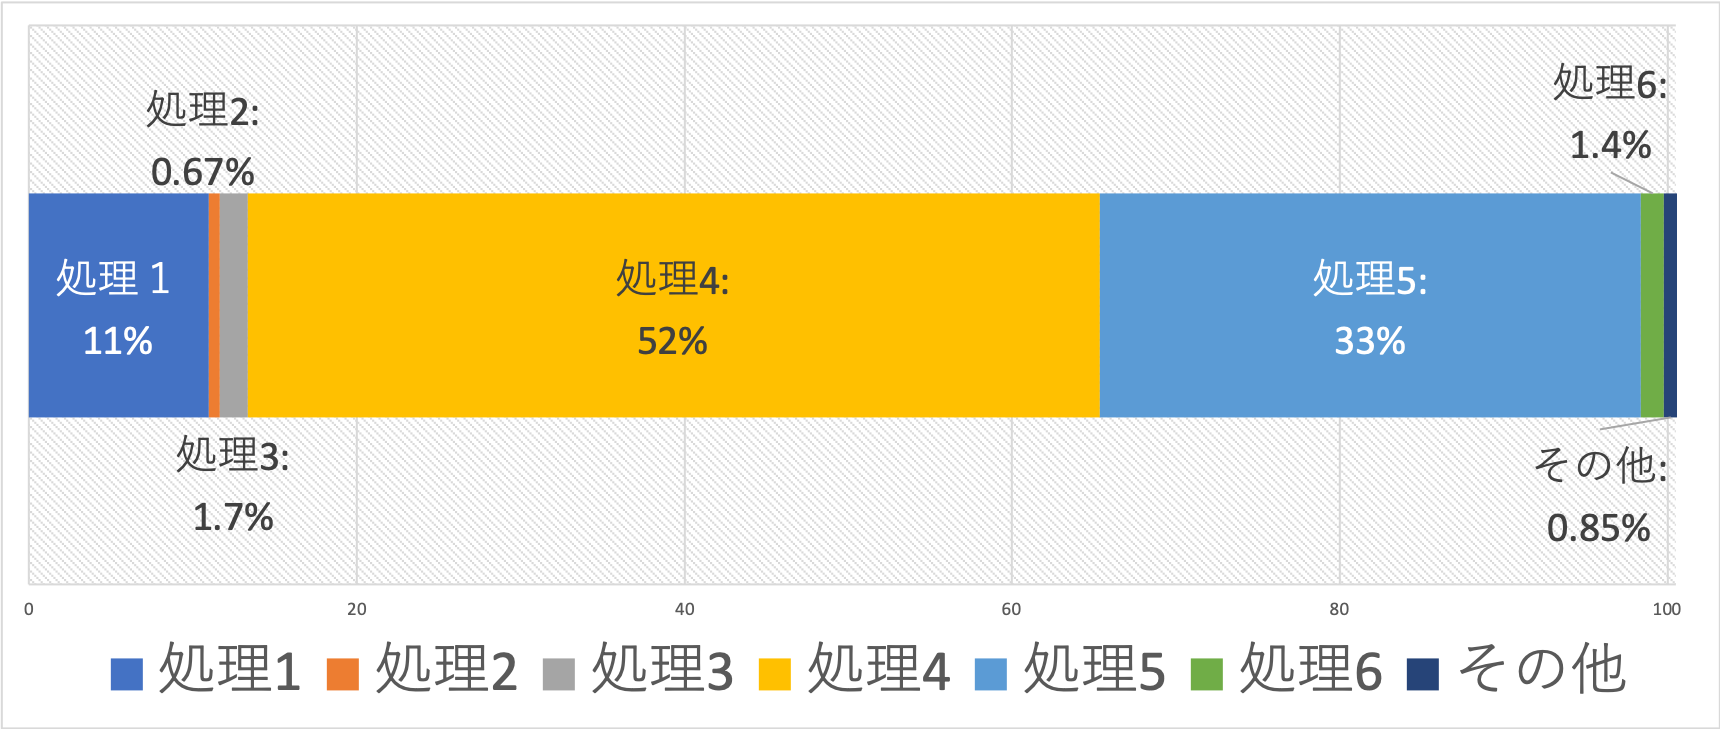 処理2:
0.67%
処理6:
1.4%
処理 1
11%
処理4:
52%
処理5:
33%
処理3:
1.7%
その他:
0.85%
0 20 40 60 80 100
処理1 処理2 処理3 処理4 処理5 処理6 その他